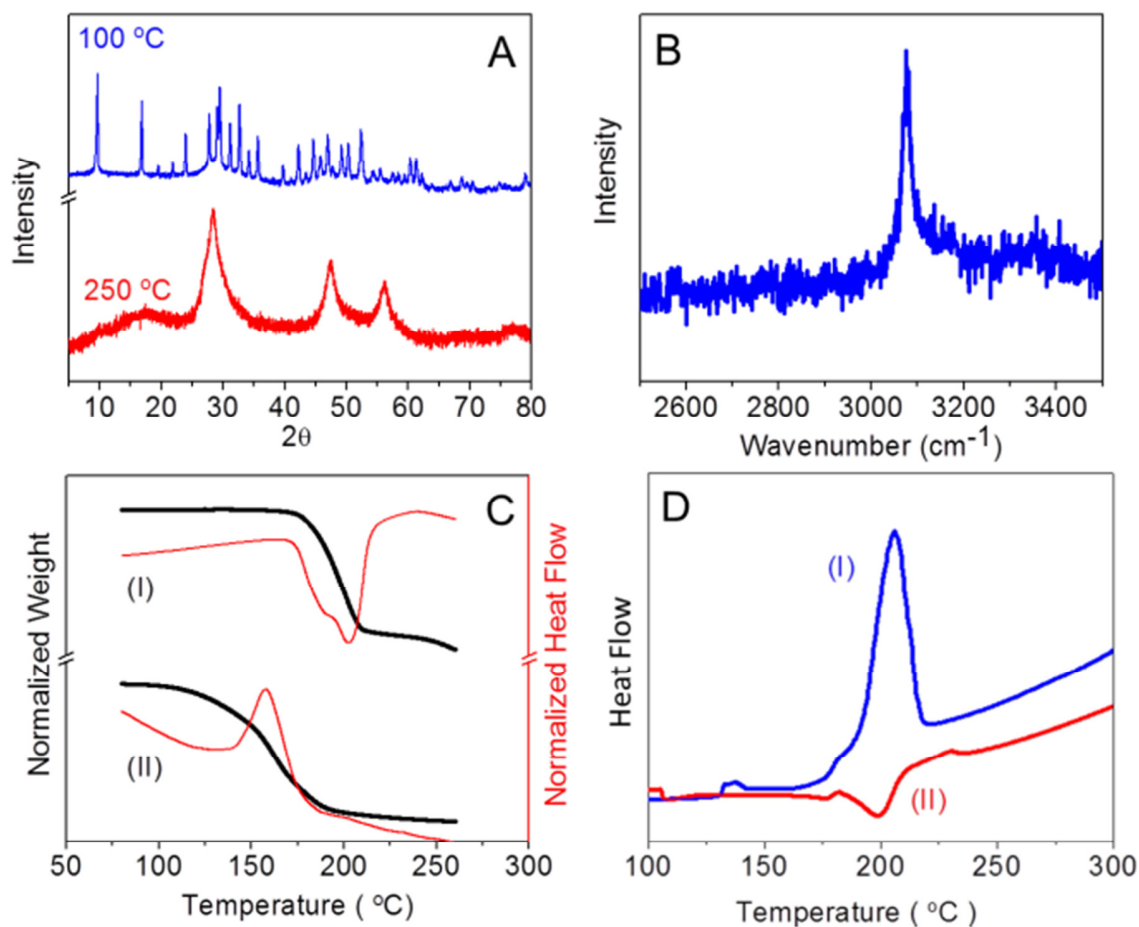 100 °C
A
250 °C
Intensity
10 20 30 40 50 60 70 80
2θ
B
Intensity
2600 2800 3000 3200 3400
Wavenumber (cm-1)
C
(I)
(II)
Normalized Weight
Normalized Heat Flow
50 100 150 200 250 300
Temperature ( °C)
D
(I)
(II)
Heat Flow
100 150 200 250 300
Temperature ( °C )